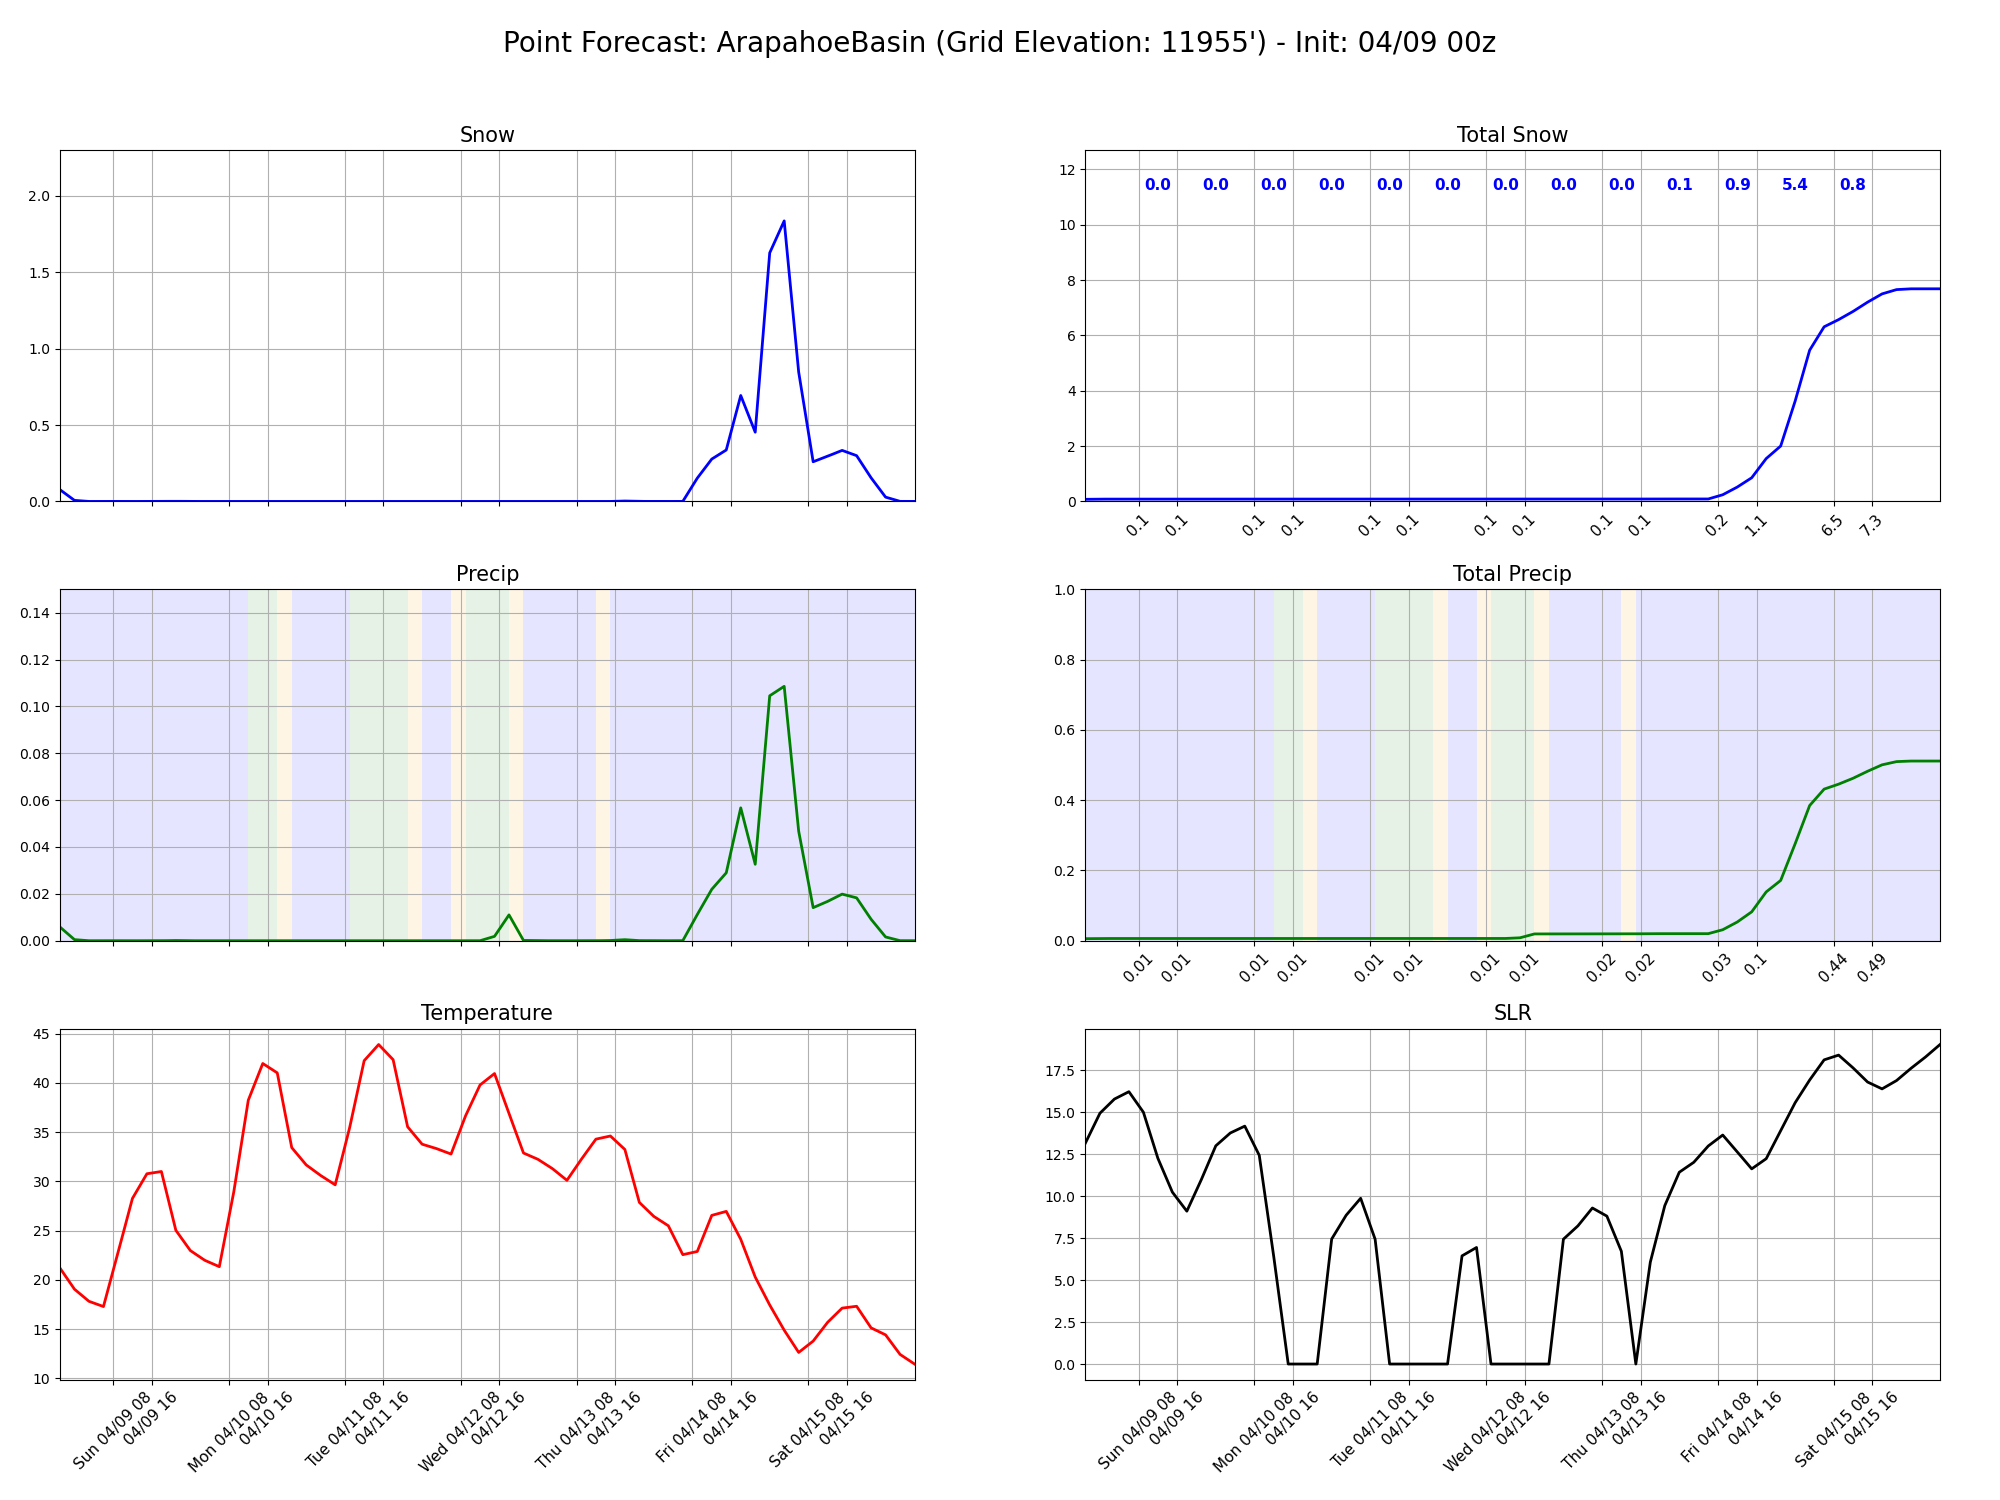 Point Forecast: ArapahoeBasin (Grid Elevation: 11955') - Init: 04/09 00z
Snow
2.0
1.5
1.0
0.5
0.0
Total Snow
12
10
8
6
4
2
0
0.0 0.0 0.0 0.0 0.0 0.0 0.0 0.0 0.0 0.1 0.9 5.4 0.8
0.1 0.1 0.1 0.1 0.1 0.1 0.1 0.1 0.1 0.1 0.2 1.1 6.5 7.3
Precip
0.14
0.12
0.10
0.08
0.06
0.04
0.02
0.00
Total Precip
1.0
0.8
0.6
0.4
0.2
0.0
0.01 0.01 0.01 0.01 0.01 0.01 0.01 0.01 0.02 0.02 0.03 0.1 0.44 0.49
Temperature
45
40
35
30
25
20
15
10
Sun 04/09 08
04/09 16
Mon 04/10 08
04/10 16
Tue 04/11 08
04/11 16
Wed 04/12 08
04/12 16
Thu 04/13 08
04/13 16
Fri 04/14 08
04/14 16
Sat 04/15 08
04/15 16
SLR
17.5
15.0
12.5
10.0
7.5
5.0
2.5
0.0
Sun 04/09 08
04/09 16
Mon 04/10 08
04/10 16
Tue 04/11 08
04/11 16
Wed 04/12 08
04/12 16
Thu 04/13 08
04/13 16
Fri 04/14 08
04/14 16
Sat 04/15 08
04/15 16